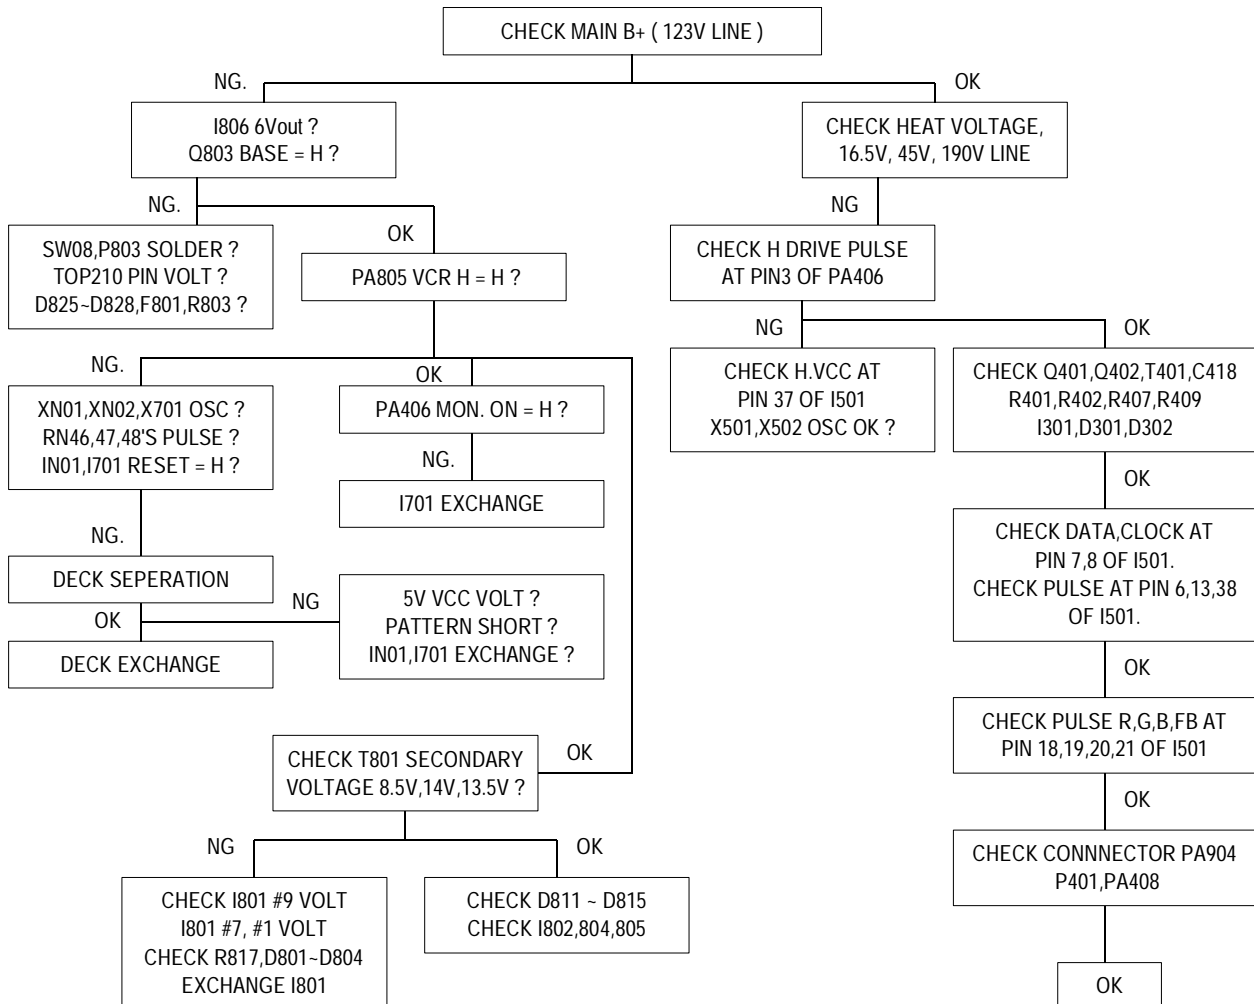 CHECK MAIN B+ ( 123V LINE )
NG.
OK
I806 6Vout ?
Q803 BASE = H ?
CHECK HEAT VOLTAGE,
16.5V, 45V, 190V LINE
NG.
OK
NG
SW08,P803 SOLDER ?
TOP210 PIN VOLT ?
D825~D828,F801,R803 ?
PA805 VCR H = H ?
CHECK H DRIVE PULSE
AT PIN3 OF PA406
NG.
OK
NG
OK
XN01,XN02,X701 OSC ?
RN46,47,48'S PULSE ?
IN01,I701 RESET = H ?
PA406 MON. ON = H ?
CHECK H.VCC AT
PIN 37 OF I501
X501,X502 OSC OK ?
CHECK Q401,Q402,T401,C418
R401,R402,R407,R409
I301,D301,D302
NG.
I701 EXCHANGE
OK
NG.
DECK SEPERATION
OK
NG
DECK EXCHANGE
5V VCC VOLT ?
PATTERN SHORT ?
IN01,I701 EXCHANGE ?
CHECK DATA,CLOCK AT
PIN 7,8 OF I501.
CHECK PULSE AT PIN 6,13,38
OF I501.
OK
CHECK PULSE R,G,B,FB AT
PIN 18,19,20,21 OF I501
CHECK T801 SECONDARY
VOLTAGE 8.5V,14V,13.5V ?
OK
OK
NG
OK
CHECK CONNNECTOR PA904
P401,PA408
CHECK I801 #9 VOLT
I801 #7, #1 VOLT
CHECK R817,D801~D804
EXCHANGE I801
CHECK D811 ~ D815
CHECK I802,804,805
OK